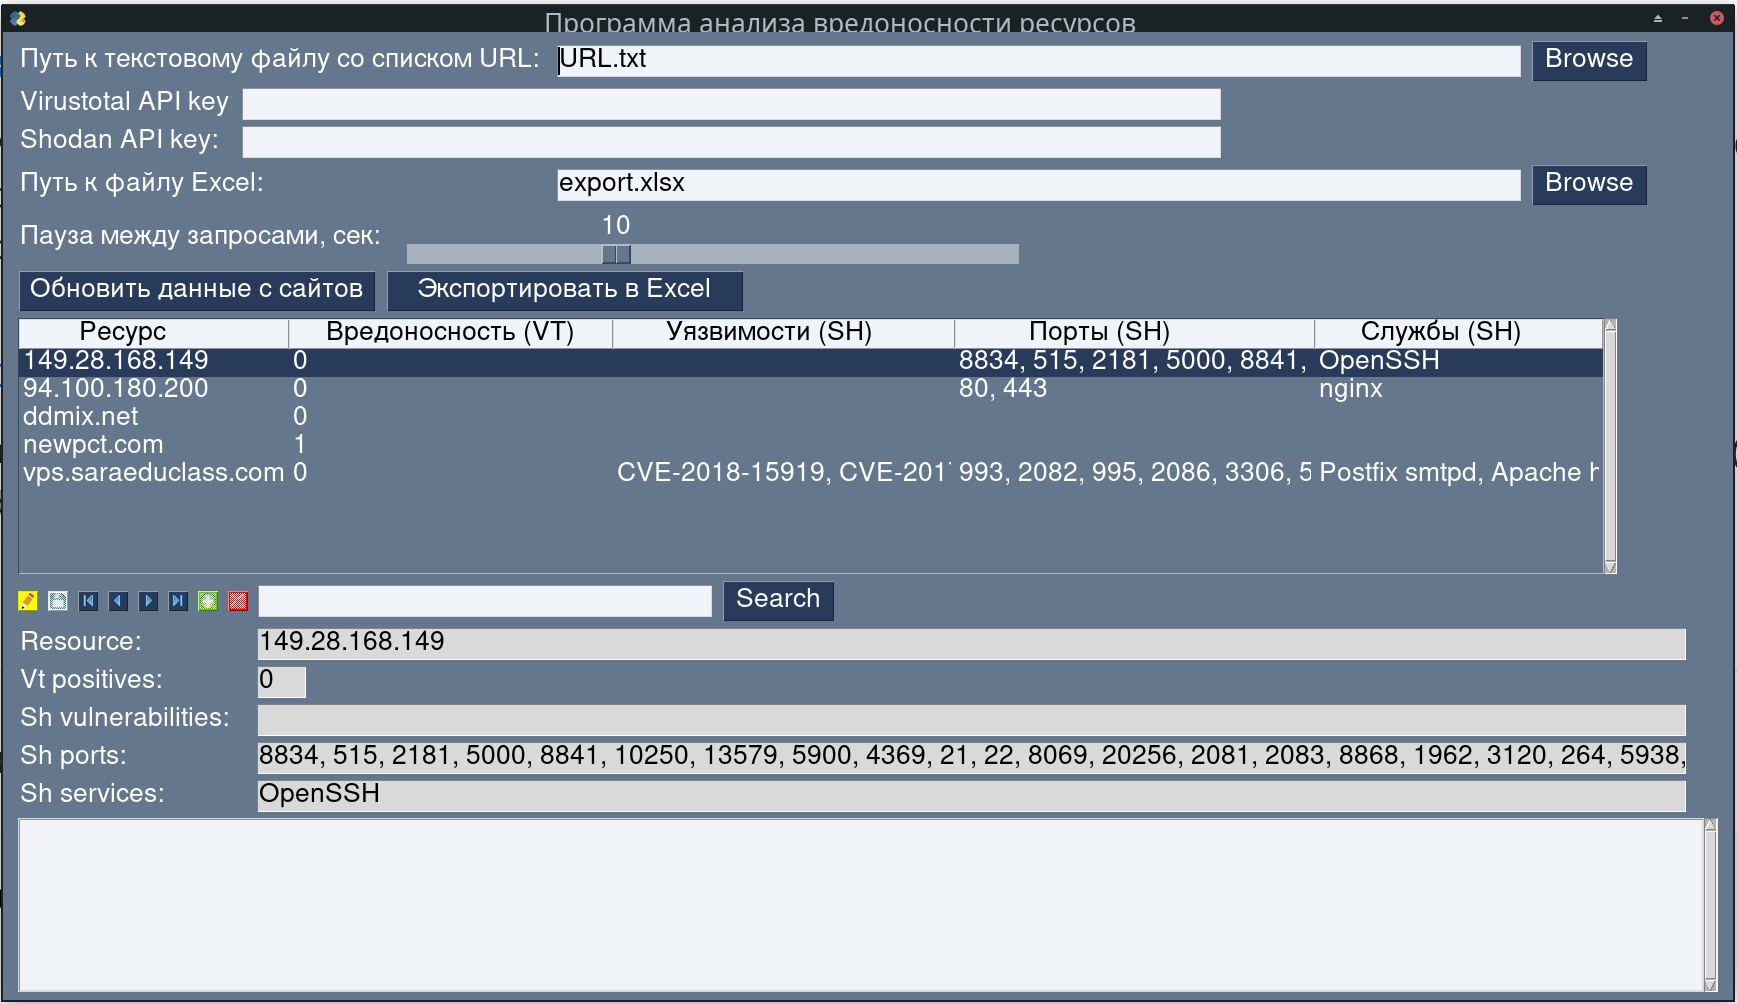 Программа анализа вредоносности ресурсов
Путь к текстовому файлу со списком URL: URL.txt Browse
Virustotal API key
Shodan API key:
Путь к файлу Excel: export.xlsx Browse
10
Пауза между запросами, сек:
Обновить данные с сайтов Экспортировать в Excel
Ресурс Вредоносность (VT) Уязвимости (SH) Порты (SH) Службы (SH)
149.28.168.149 0 8834, 515, 2181, 5000, 8841, OpenSSH
94.100.180.200 0 80, 443 nginx
ddmix.net 0
newpct.com 1
vps.saraeduclass.com 0 CVE-2018-15919, CVE-201 993, 2082, 995, 2086, 3306, 5 Postfix smtpd, Apache h
Search
Resource: 149.28.168.149
Vt positives: 0
Sh vulnerabilities:
Sh ports: 8834, 515, 2181, 5000, 8841, 10250, 13579, 5900, 4369, 21, 22, 8069, 20256, 2081, 2083, 8868, 1962, 3120, 264, 5938,
Sh services: OpenSSH